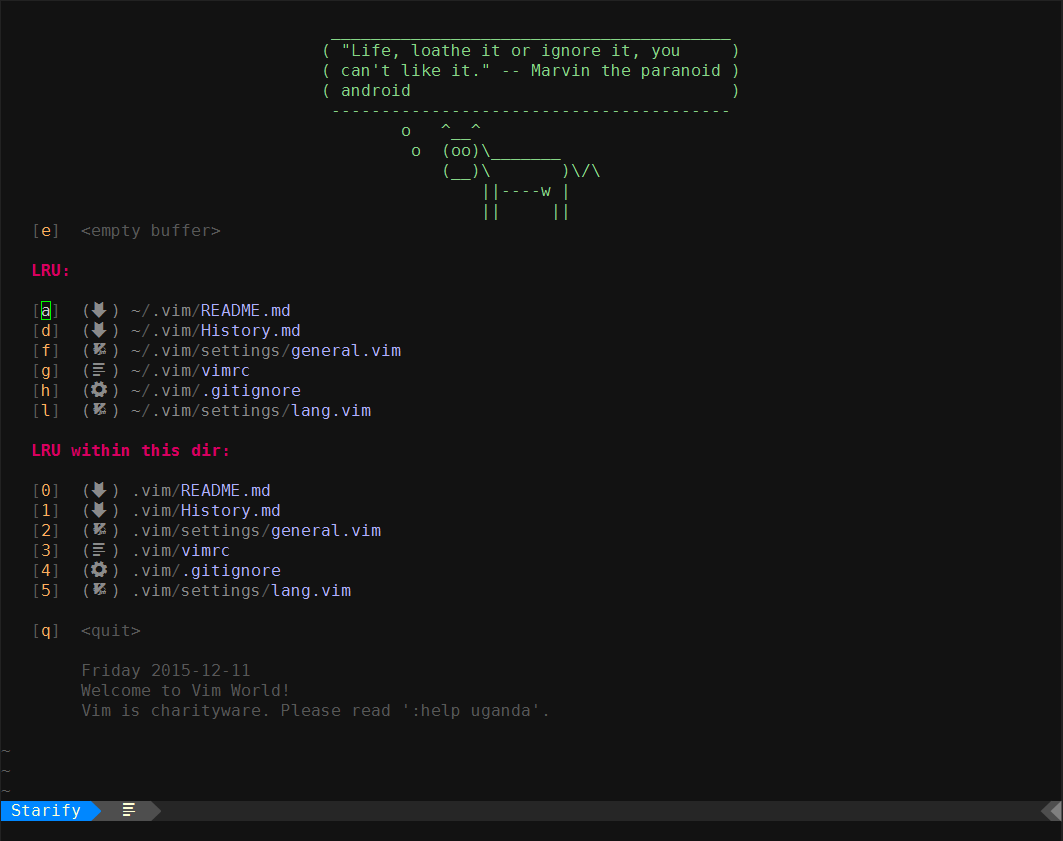 ________________________________________
( "Life, loathe it or ignore it, you     )
( can't like it." -- Marvin the paranoid )
( android                                )
 ----------------------------------------
        o   ^__^
         o  (oo)\_______
            (__)\       )\/\
                ||----w |
                ||     ||
[e]  <empty buffer>
LRU:
[a]  ( ) ~/.vim/README.md
[d]  ( ) ~/.vim/History.md
[f]  ( ) ~/.vim/settings/general.vim
[g]  ( ) ~/.vim/vimrc
[h]  ( ) ~/.vim/.gitignore
[l]  ( ) ~/.vim/settings/lang.vim
LRU within this dir:
[0]  ( ) .vim/README.md
[1]  ( ) .vim/History.md
[2]  ( ) .vim/settings/general.vim
[3]  ( ) .vim/vimrc
[4]  ( ) .vim/.gitignore
[5]  ( ) .vim/settings/lang.vim
[q]  <quit>
Friday 2015-12-11
Welcome to Vim World!
Vim is charityware. Please read ':help uganda'.
~
~
~
Starify